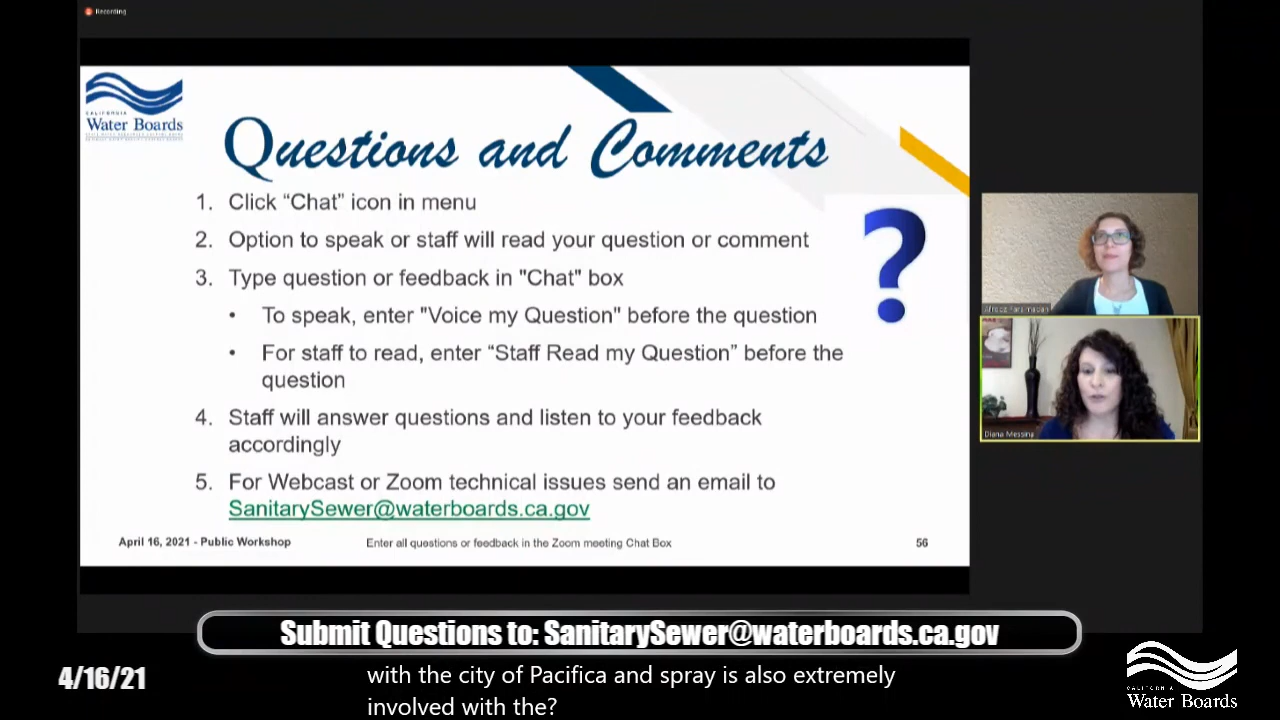 Recording
CALIFORNIA
Water Boards
Questions and Comments
1. Click “Chat” icon in menu
2. Option to speak or staff will read your question or comment
3. Type question or feedback in "Chat" box
• To speak, enter "Voice my Question" before the question
• For staff to read, enter “Staff Read my Question” before the
question
4. Staff will answer questions and listen to your feedback
accordingly
5. For Webcast or Zoom technical issues send an email to
SanitarySewer@waterboards.ca.gov
April 16, 2021 - Public Workshop
Enter all questions or feedback in the Zoom meeting Chat Box
56
?
Diana Messina
Submit Questions to: SanitarySewer@waterboards.ca.gov
4/16/21
with the city of Pacifica and spray is also extremely
involved with the?
CALIFORNIA
Water Boards